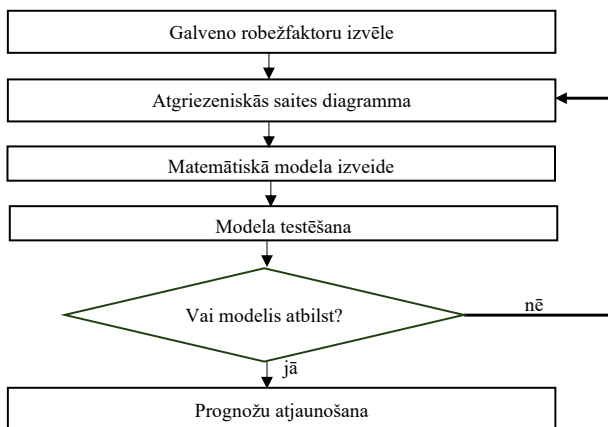 Galveno robežfaktoru izvēle
Atgriezeniskās saites diagramma
Matemātiskā modela izveide
Modela testēšana
Vai modelis atbilst?
nē
jā
Prognožu atjaunošana